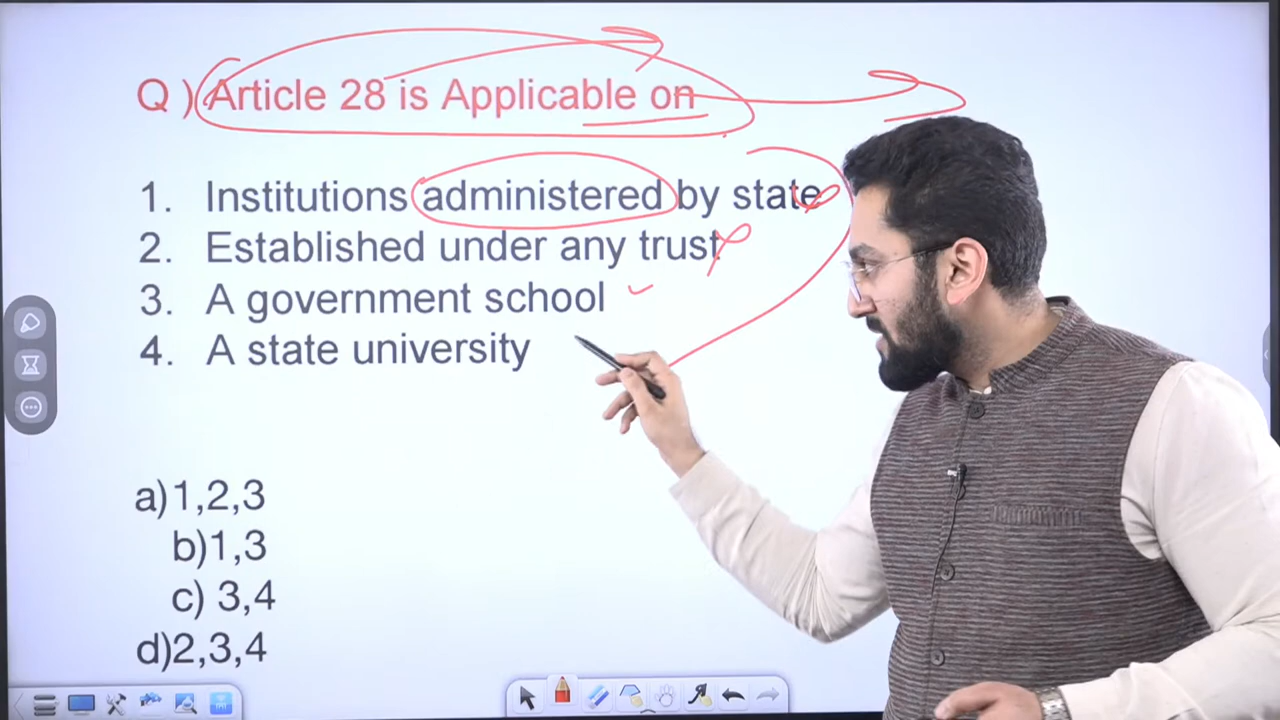 Q ) Article 28 is Applicable on
1. Institutions administered by state
2. Established under any trust
3. A government school
4. A state university
a)1,2,3
b)1,3
c) 3,4
d)2,3,4